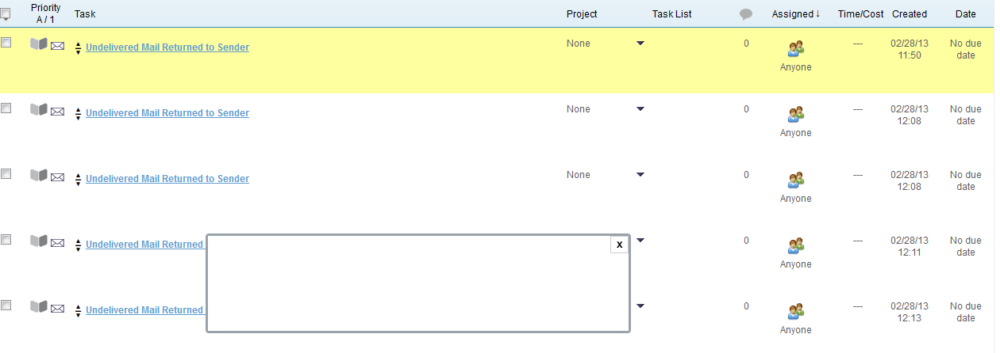 Priority
A / 1 Task Project Task List Assigned ↓ Time/Cost Created Date
Undelivered Mail Returned to Sender None 0 Anyone --- 02/28/13 11:50 No due date
Undelivered Mail Returned to Sender None 0 Anyone --- 02/28/13 12:08 No due date
Undelivered Mail Returned to Sender None 0 Anyone --- 02/28/13 12:08 No due date
Undelivered Mail Returned 0 Anyone --- 02/28/13 12:11 No due date
X
Undelivered Mail Returned 0 Anyone --- 02/28/13 12:13 No due date